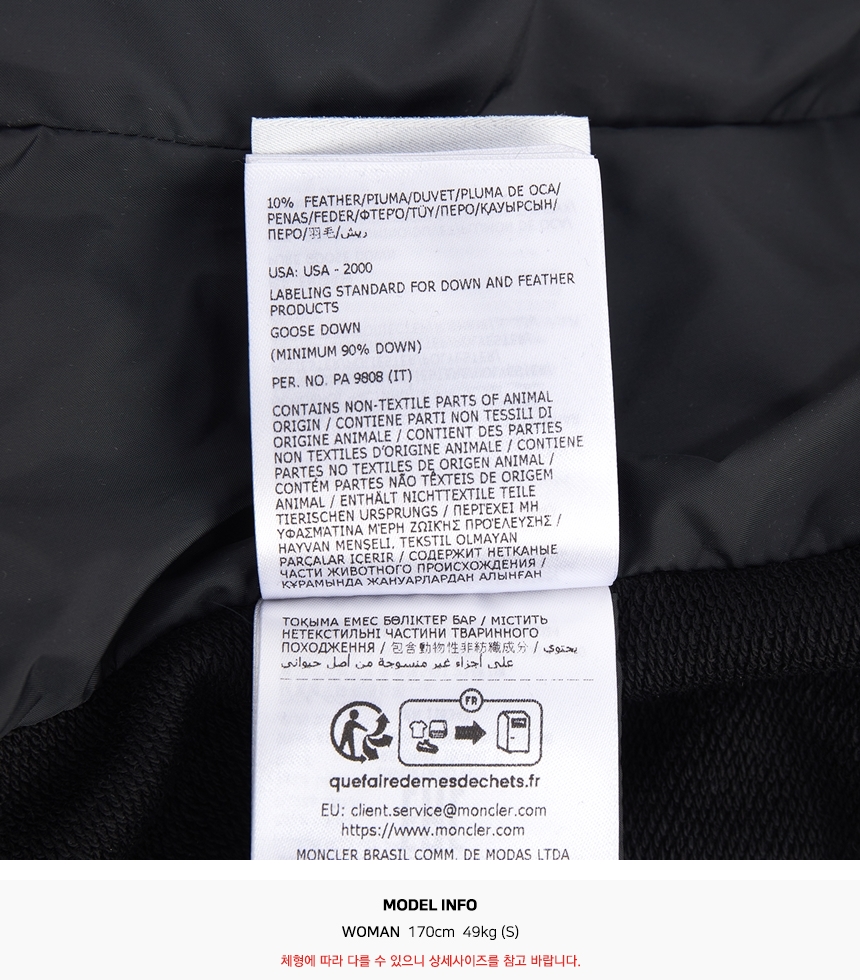 10% FEATHER/PIUMA/DUVET/PLUMA DE OCA/
PENAS/FEDER/ΦΤΕΡΌ/TÜY/ПЕРО/ҚАУЫРСЫН/
ПЕРО/羽毛/ريش
USA: USA - 2000
LABELING STANDARD FOR DOWN AND FEATHER
PRODUCTS
GOOSE DOWN
(MINIMUM 90% DOWN)
PER. NO. PA 9808 (IT)
CONTAINS NON-TEXTILE PARTS OF ANIMAL
ORIGIN / CONTIENE PARTI NON TESSILI DI
ORIGINE ANIMALE / CONTIENT DES PARTIES
NON TEXTILES D'ORIGINE ANIMALE / CONTIENE
PARTES NO TEXTILES DE ORIGEN ANIMAL /
CONTÉM PARTES NÃO TÊXTEIS DE ORIGEM
ANIMAL / ENTHÄLT NICHTTEXTILE TEILE
TIERISCHEN URSPRUNGS / ΠΕΡΙΈΧΕΙ ΜΗ
ΥΦΑΣΜΆΤΙΝΑ ΜΈΡΗ ΖΩΙΚΉΣ ΠΡΟΈΛΕΥΣΗΣ /
HAYVAN MENŞELİ, TEKSTIL OLMAYAN
PARÇALAR IÇERIR / СОДЕРЖИТ НЕТКАНЫЕ
ЧАСТИ ЖИВОТНОГО ПРОИСХОЖДЕНИЯ /
ҚҰРАМЫНДА ЖАНУАРЛАРДАН АЛЫНҒАН
ТОҚЫМА ЕМЕС БӨЛІКТЕР БАР / МІСТИТЬ
НЕТЕКСТИЛЬНІ ЧАСТИНИ ТВАРИННОГО
ПОХОДЖЕННЯ / 包含動物性非紡織成分 / يحتوي
على أجزاء غير منسوجة من أصل حيواني
FR
quefairedemesdechets.fr
EU: client.service@moncler.com
https://www.moncler.com
MONCLER BRASIL COMM. DE MODAS LTDA
MODEL INFO
WOMAN 170cm 49kg (S)
체형에 따라 다를 수 있으니 상세사이즈를 참고 바랍니다.